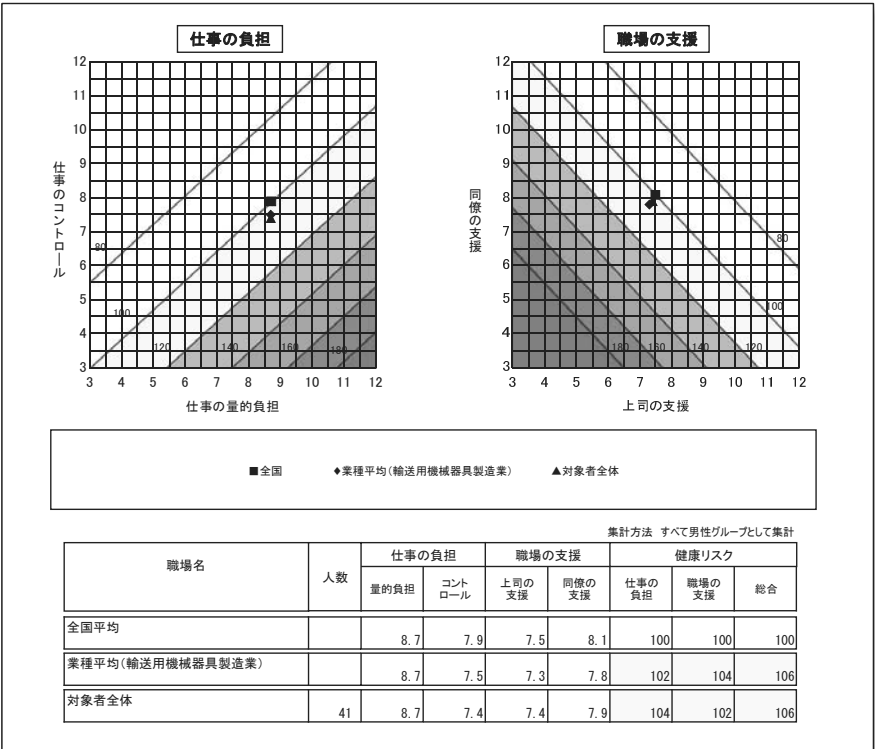 仕事の負担
12
11
10
9
8
7
6
5
4
3
仕事のコントロール
80
100
120
140
160
180
3 4 5 6 7 8 9 10 11 12
仕事の量的負担
職場の支援
12
11
10
9
8
7
6
5
4
3
同僚の支援
80
100
180 160 140 120
3 4 5 6 7 8 9 10 11 12
上司の支援
■全国 ◆業種平均(輸送用機械器具製造業) ▲対象者全体
集計方法 すべて男性グループとして集計
職場名 人数 仕事の負担 職場の支援 健康リスク
量的負担 コントロール 上司の支援 同僚の支援 仕事の負担 職場の支援 総合
全国平均 8.7 7.9 7.5 8.1 100 100 100
業種平均(輸送用機械器具製造業) 8.7 7.5 7.3 7.8 102 104 106
対象者全体 41 8.7 7.4 7.4 7.9 104 102 106